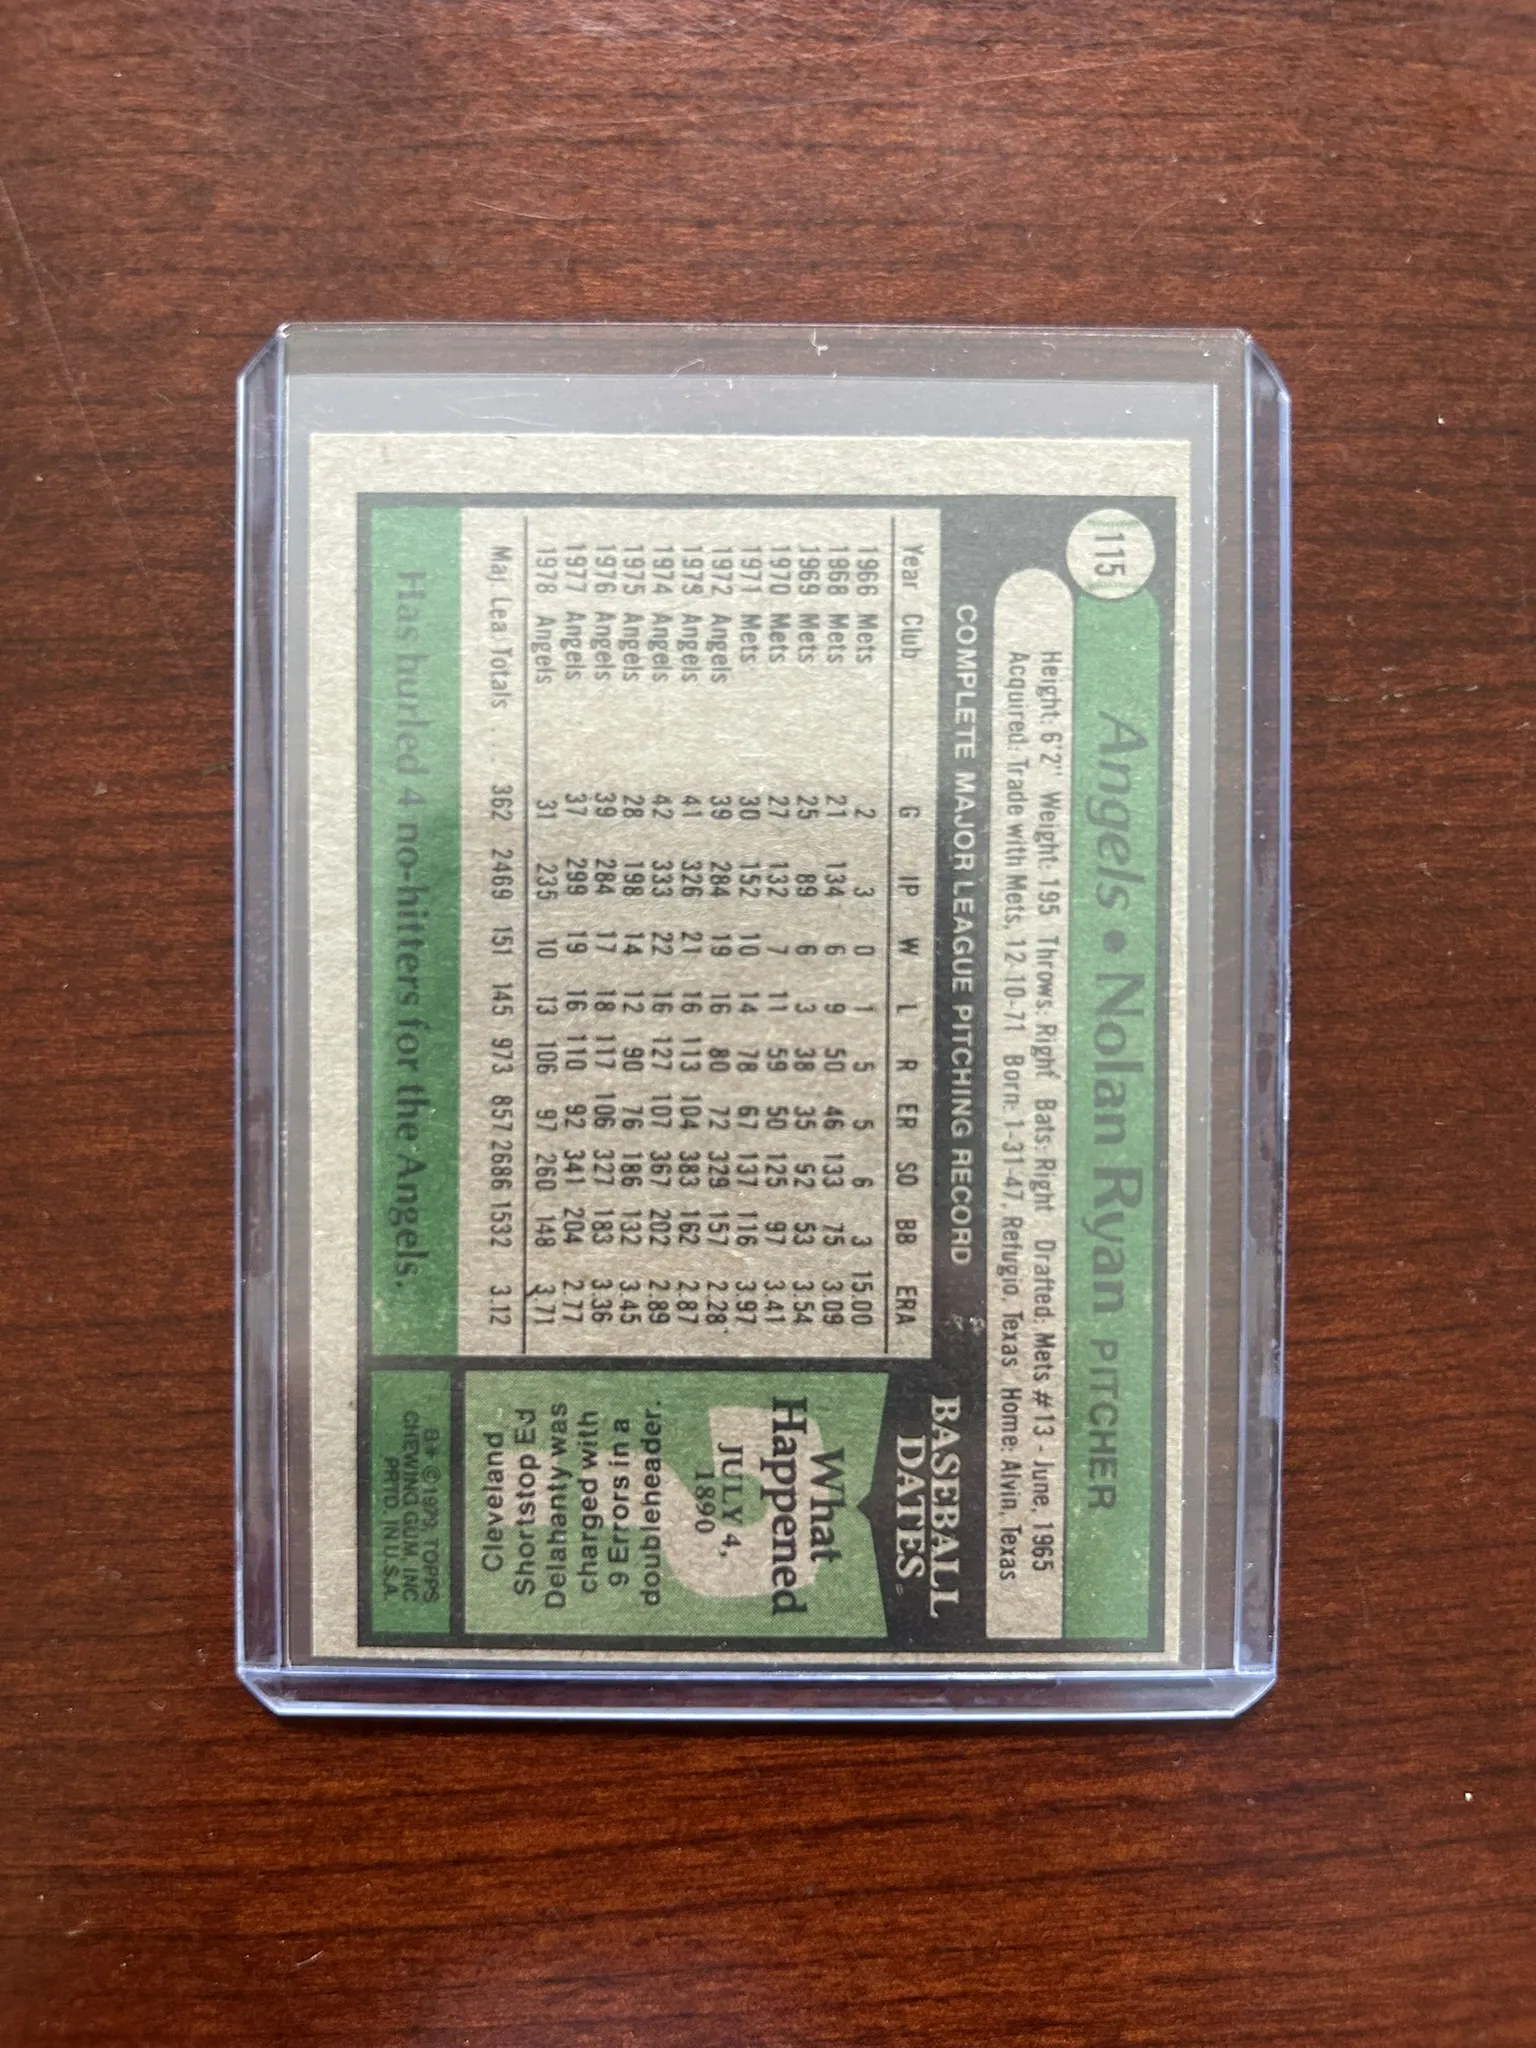 115
Angels • Nolan Ryan PITCHER
Height: 6'2" Weight: 195 Throws: Right Bats: Right Drafted: Mets #13 - June, 1965
Acquired: Trade with Mets, 12-10-71 Born: 1-31-47, Refugio, Texas Home: Alvin, Texas
COMPLETE MAJOR LEAGUE PITCHING RECORD
Year Club G IP W L R ER SO BB ERA
1966 Mets 2 3 0 1 5 5 6 3 15.00
1968 Mets 21 134 6 9 50 46 133 75 3.09
1969 Mets 25 89 6 3 38 35 92 53 3.54
1970 Mets 27 132 7 11 59 50 125 97 3.41
1971 Mets 30 152 10 14 78 67 137 116 3.97
1972 Angels 39 284 19 16 80 72 329 157 2.28
1973 Angels 41 326 21 16 113 104 383 162 2.87
1974 Angels 42 333 22 16 127 107 367 202 2.89
1975 Angels 28 198 14 12 90 76 186 132 3.45
1976 Angels 39 284 17 18 117 106 327 183 3.36
1977 Angels 37 299 19 16 110 92 341 204 2.77
1978 Angels 31 235 10 13 106 97 260 148 3.71
Maj. Lea. Totals . . . 362 2469 151 145 973 857 2686 1532 3.12
Has hurled 4 no-hitters for the Angels.
BASEBALL
DATES
What
Happened
JULY 4,
1890
?
doubleheader.
9 Errors in a
charged with
Delahanty was
Shortstop Ed
Cleveland
8* © 1979, TOPPS
CHEWING GUM, INC.
PRTD. IN U.S.A.